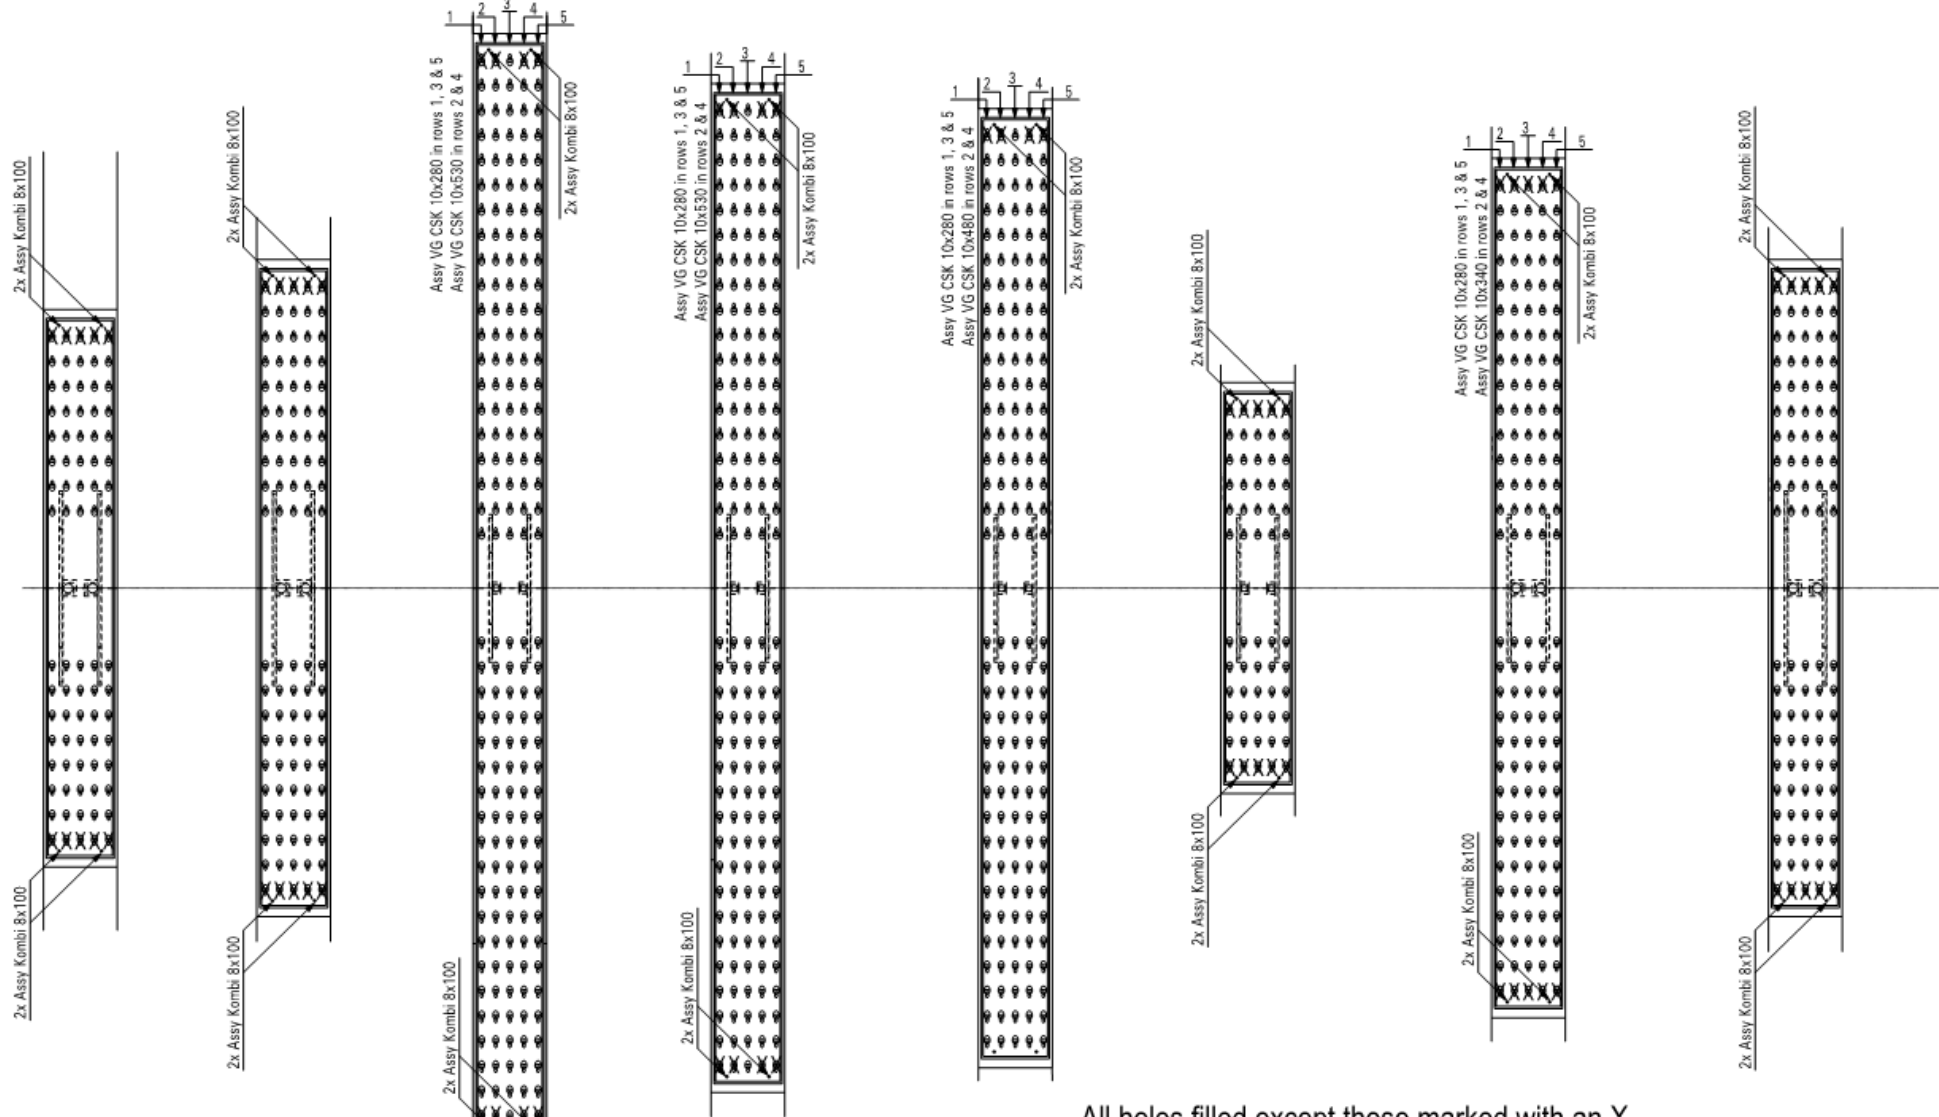 2x Assy Kombi 8x100
2x Assy Kombi 8x100
2x Assy Kombi 8x100
2x Assy Kombi 8x100
1 2 3 4 5
Assy VG CSK 10x280 in rows 1, 3 & 5
Assy VG CSK 10x530 in rows 2 & 4
2x Assy Kombi 8x100
2x Assy Kombi 8x100
1 2 3 4 5
Assy VG CSK 10x280 in rows 1, 3 & 5
Assy VG CSK 10x530 in rows 2 & 4
2x Assy Kombi 8x100
2x Assy Kombi 8x100
1 2 3 4 5
Assy VG CSK 10x280 in rows 1, 3 & 5
Assy VG CSK 10x480 in rows 2 & 4
2x Assy Kombi 8x100
2x Assy Kombi 8x100
2x Assy Kombi 8x100
1 2 3 4 5
Assy VG CSK 10x280 in rows 1, 3 & 5
Assy VG CSK 10x340 in rows 2 & 4
2x Assy Kombi 8x100
2x Assy Kombi 8x100
2x Assy Kombi 8x100
2x Assy Kombi 8x100
All holes filled except those marked with an